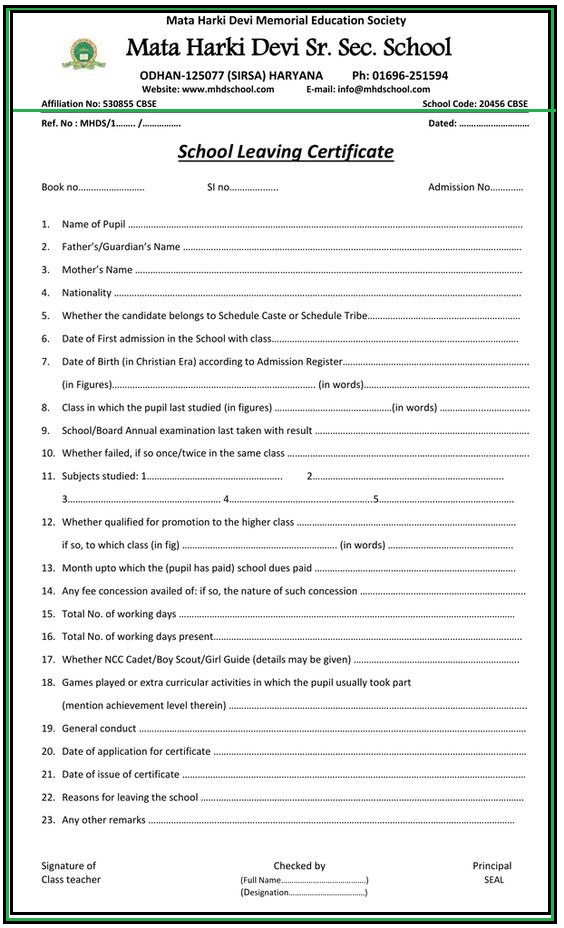 Mata Harki Devi Memorial Education Society
Mata Harki Devi Sr. Sec. School
ODHAN-125077 (SIRSA) HARYANA Ph: 01696-251594
Website: www.mhdschool.com E-mail: info@mhdschool.com
Affiliation No: 530855 CBSE School Code: 20456 CBSE
Ref. No : MHDS/1…….. /…………… Dated: …………………………
School Leaving Certificate
Book no…………………….. SI no……………….. Admission No…………
1. Name of Pupil ……………………………………………………………………………
2. Father's/Guardian's Name ……………………………………………………………………
3. Mother's Name ……………………………………………………………………………
4. Nationality ……………………………………………………………………………
5. Whether the candidate belongs to Schedule Caste or Schedule Tribe……………………………………
6. Date of First admission in the School with class……………………………………………………
7. Date of Birth (in Christian Era) according to Admission Register……………………………………
(in Figures)…………………………………………………… (in words)……………………………………
8. Class in which the pupil last studied (in figures) ……………………………(in words) ……………………
9. School/Board Annual examination last taken with result ……………………………………………
10. Whether failed, if so once/twice in the same class ……………………………………………………
11. Subjects studied: 1…………………………………… 2……………………………………………
3…………………………………………… 4……………………………………………5……………………………………
12. Whether qualified for promotion to the higher class ……………………………………………
if so, to which class (in fig) …………………………………………… (in words) ……………………………
13. Month upto which the (pupil has paid) school dues paid ……………………………………………
14. Any fee concession availed of: if so, the nature of such concession ……………………………………
15. Total No. of working days ……………………………………………………………………
16. Total No. of working days present……………………………………………………………………
17. Whether NCC Cadet/Boy Scout/Girl Guide (details may be given) ……………………………………
18. Games played or extra curricular activities in which the pupil usually took part
(mention achievement level therein) ……………………………………………………………………
19. General conduct ……………………………………………………………………………
20. Date of application for certificate ……………………………………………………………………
21. Date of issue of certificate ……………………………………………………………………
22. Reasons for leaving the school ……………………………………………………………………
23. Any other remarks ……………………………………………………………………………
Signature of Checked by Principal
Class teacher (Full Name……………………………….) SEAL
(Designation……………………………)